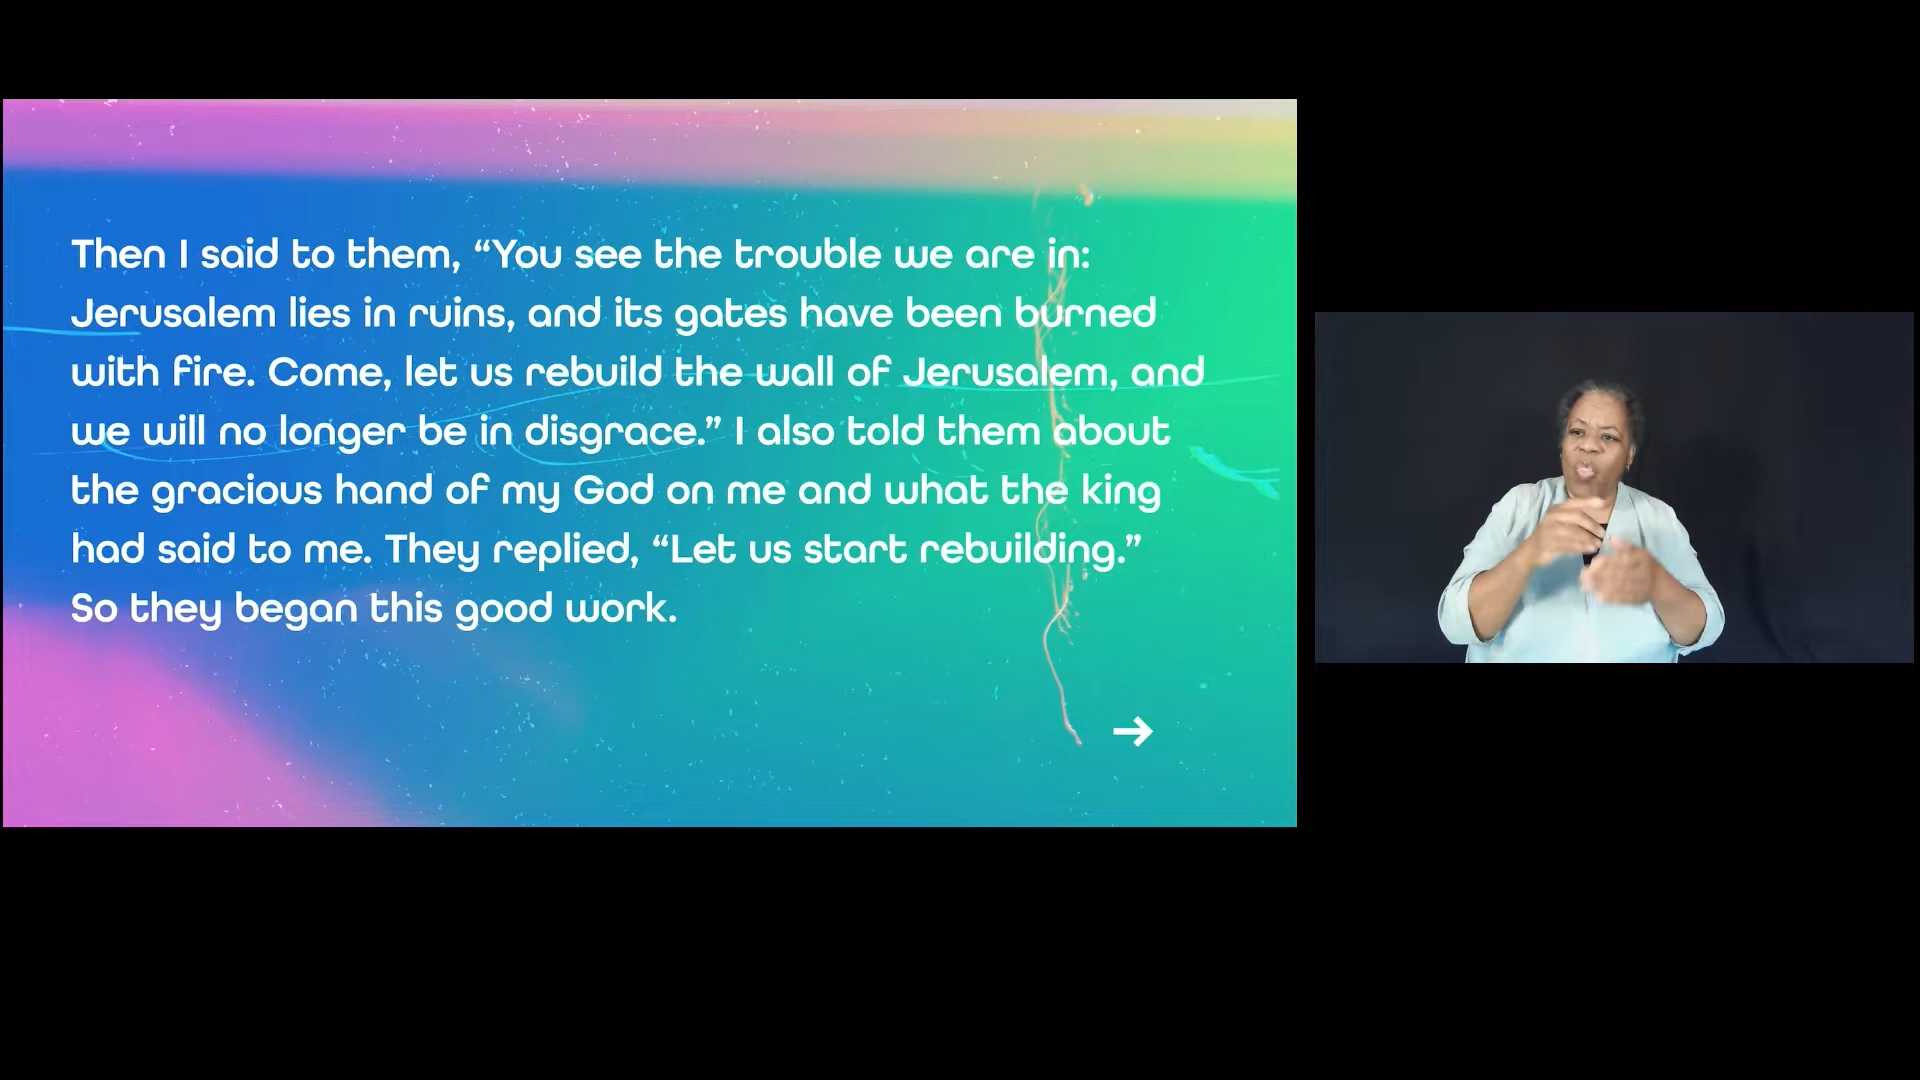 Then I said to them, “You see the trouble we are in:
Jerusalem lies in ruins, and its gates have been burned
with fire. Come, let us rebuild the wall of Jerusalem, and
we will no longer be in disgrace.” I also told them about
the gracious hand of my God on me and what the king
had said to me. They replied, “Let us start rebuilding.”
So they began this good work.